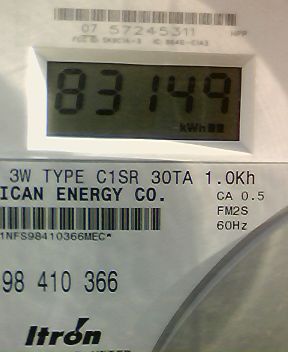 07 57245311
83149
kWh
3W TYPE C1SR 30TA 1.0Kh
ICAN ENERGY CO.
CA 0.5
FM2S
60Hz
1NFS98410366MEC*
98 410 366
Itron